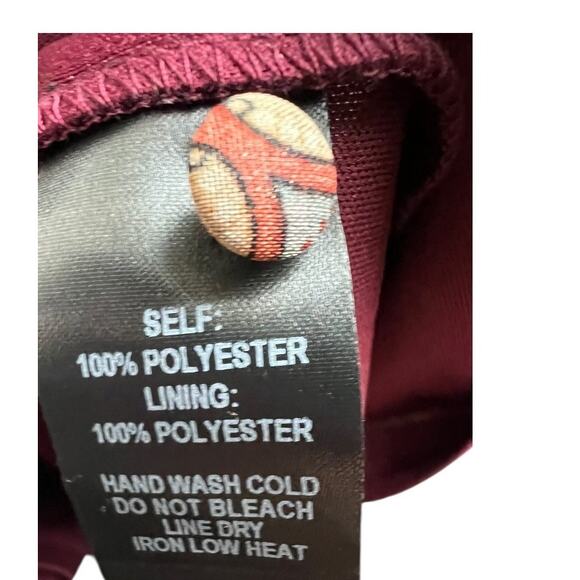 SELF:
100% POLYESTER
LINING:
100% POLYESTER
HAND WASH COLD
DO NOT BLEACH
LINE DRY
IRON LOW HEAT